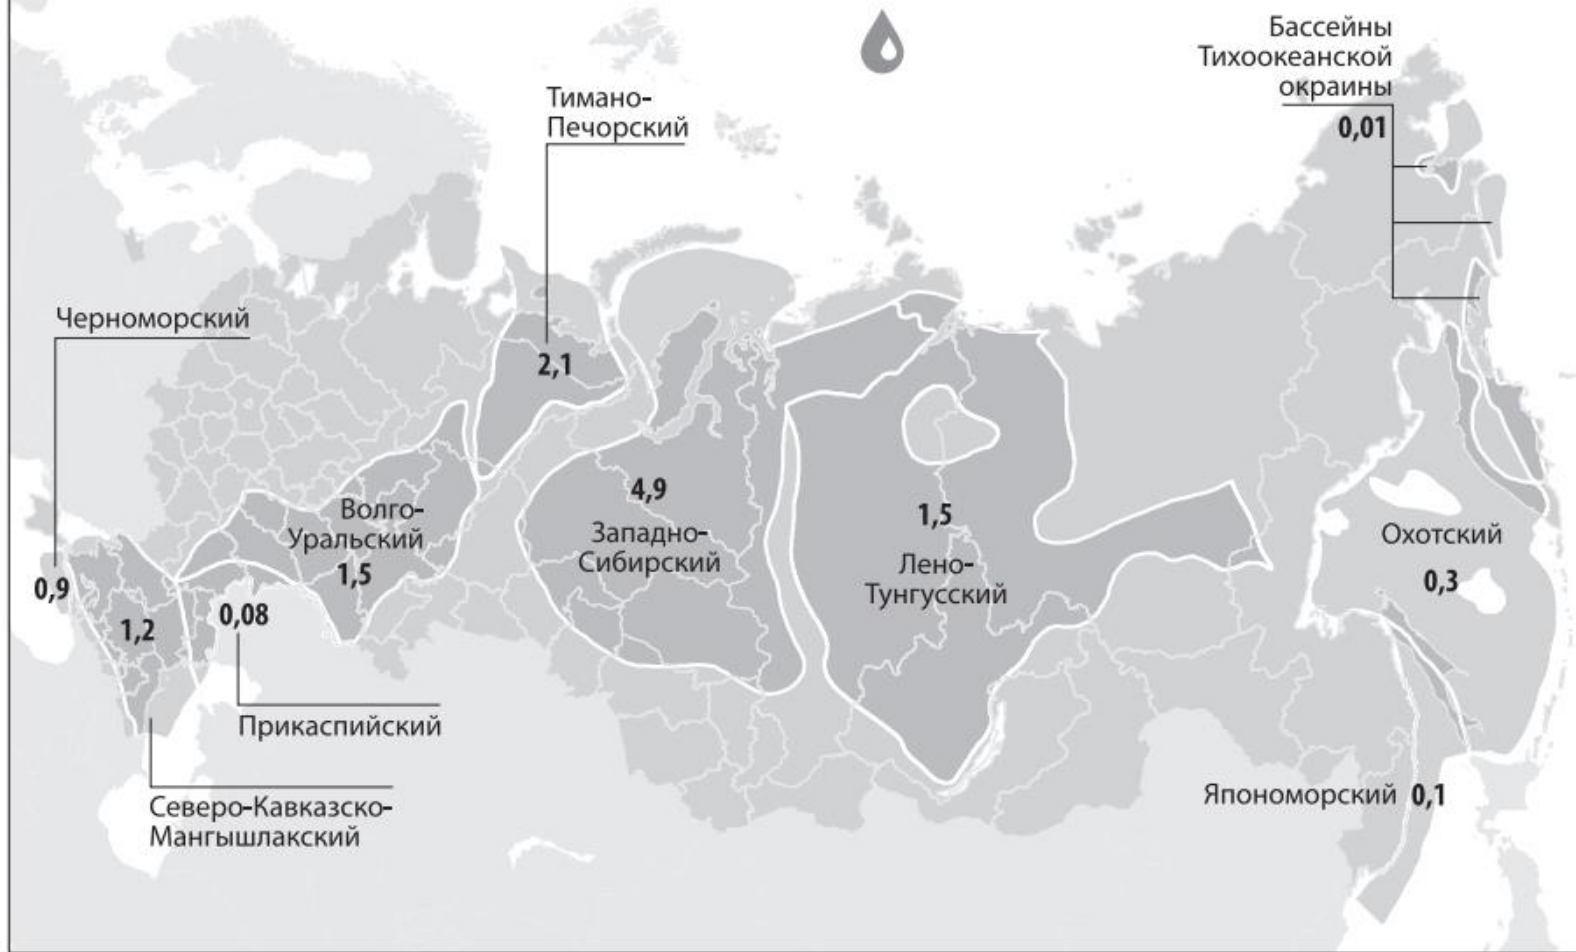 Бассейны
Тихоокеанской
окраины
0,01
Тимано-
Печорский
2,1
Черноморский
0,9
Волго-
Уральский
1,5
4,9
Западно-
Сибирский
1,5
Лено-
Тунгусский
Охотский
0,3
1,2
0,08
Прикаспийский
Северо-Кавказско-
Мангышлакский
Япономорский 0,1